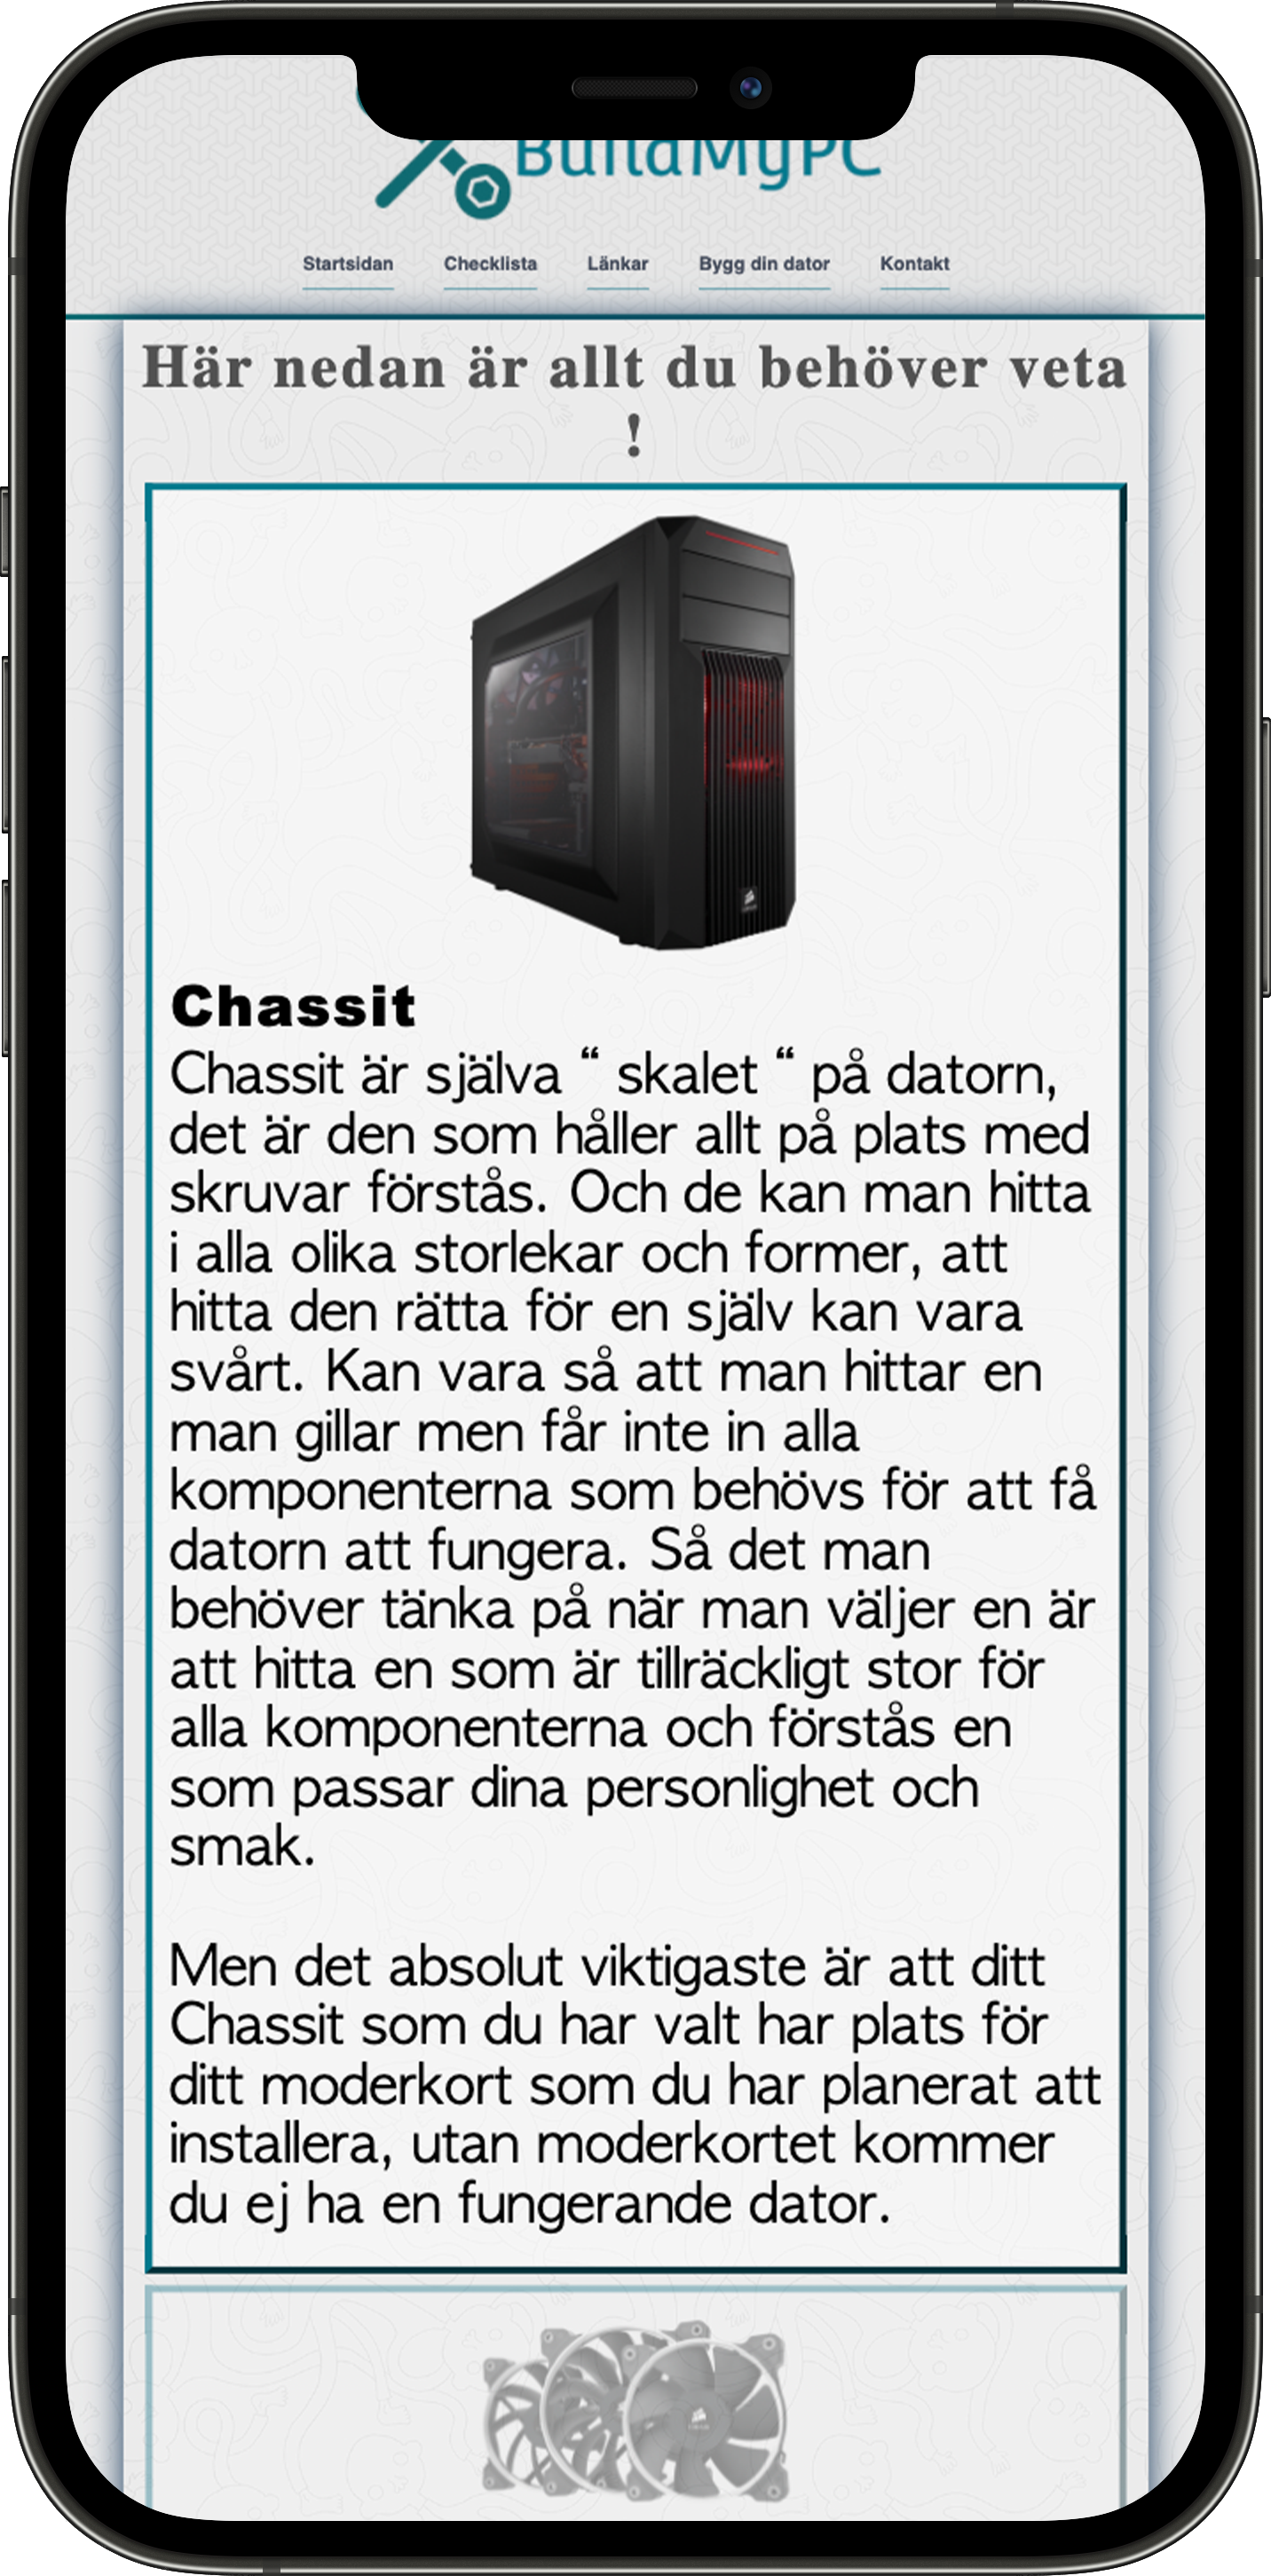 BuildMyPC
Startsidan Checklista Länkar Bygg din dator Kontakt
Här nedan är allt du behöver veta
!
Chassit
Chassit är själva “ skalet “ på datorn,
det är den som håller allt på plats med
skruvar förstås. Och de kan man hitta
i alla olika storlekar och former, att
hitta den rätta för en själv kan vara
svårt. Kan vara så att man hittar en
man gillar men får inte in alla
komponenterna som behövs för att få
datorn att fungera. Så det man
behöver tänka på när man väljer en är
att hitta en som är tillräckligt stor för
alla komponenterna och förstås en
som passar dina personlighet och
smak.
Men det absolut viktigaste är att ditt
Chassit som du har valt har plats för
ditt moderkort som du har planerat att
installera, utan moderkortet kommer
du ej ha en fungerande dator.